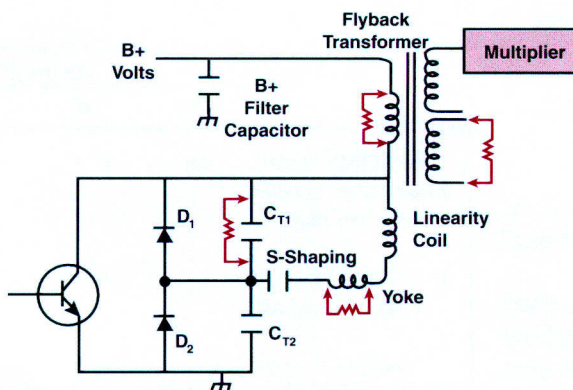 Flyback
Transformer
B+
Volts
Multiplier
B+
Filter
Capacitor
D1
CT1
Linearity
Coil
S-Shaping
Yoke
D2
CT2